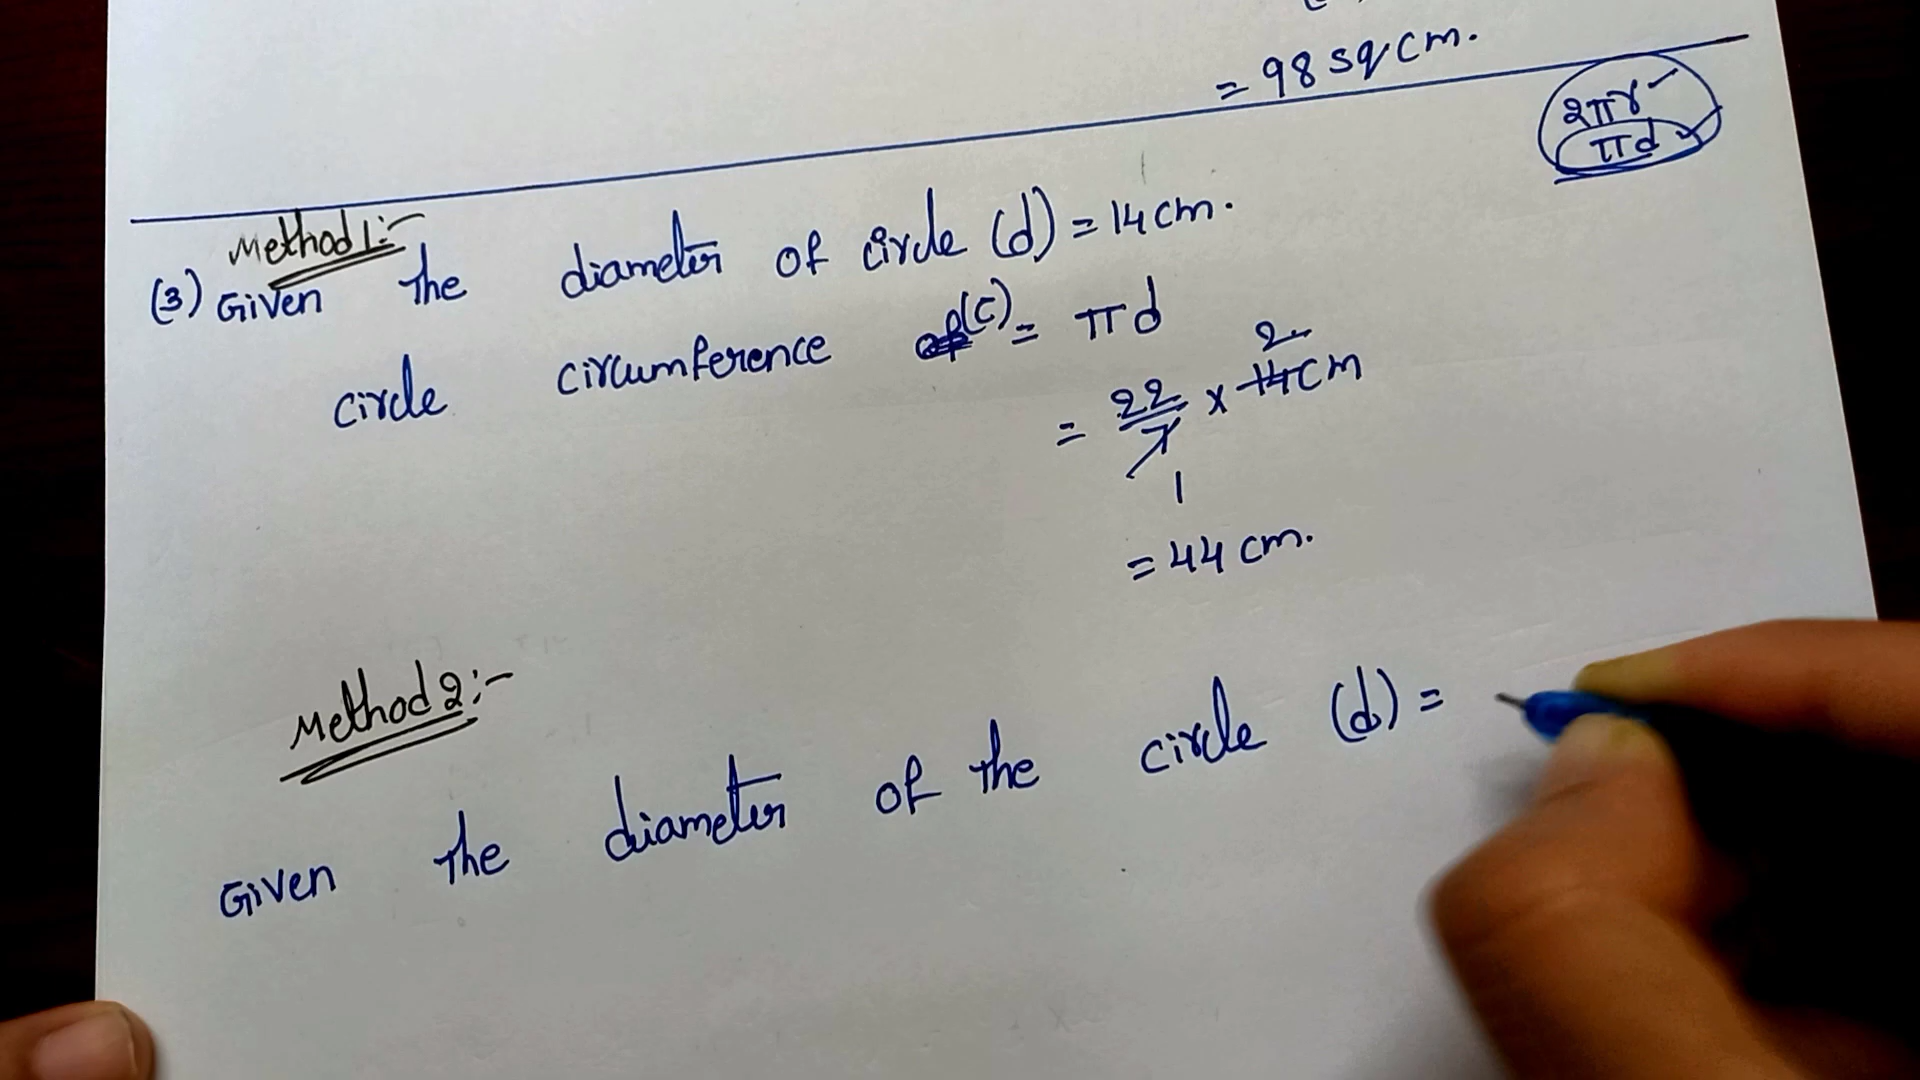 = 98 sq cm.
2πr
πd
Method 1:-
(3) Given the diameter of circle (d) = 14 cm.
circle circumference (C) = πd
2
= 22/7 x 14 cm
1
= 44 cm.
Method 2:-
Given the diameter of the circle (d) =